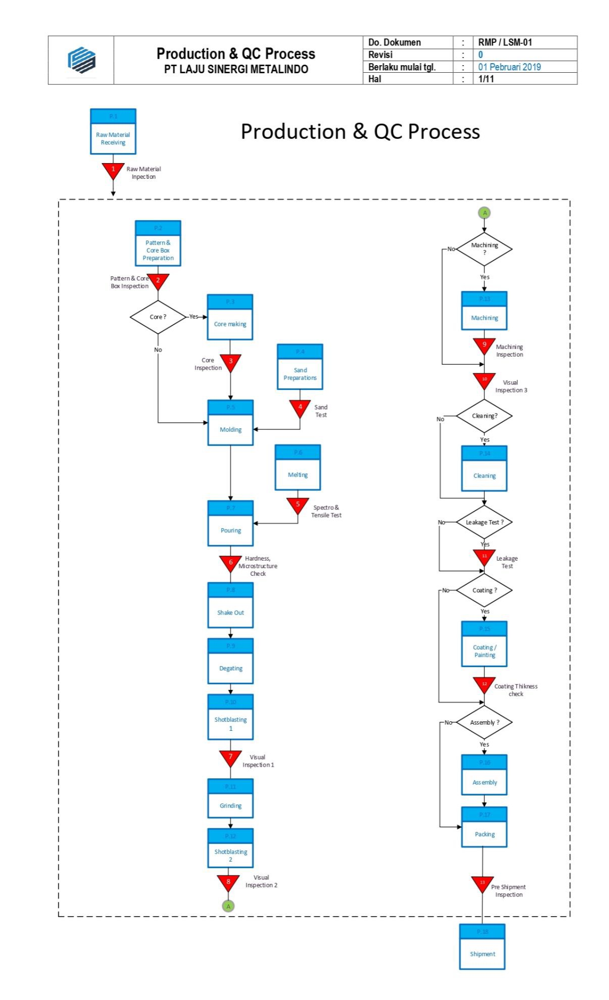 Production & QC Process
PT LAJU SINERGI METALINDO
Do. Dokumen : RMP / LSM-01
Revisi : 0
Berlaku mulai tgl. : 01 Pebruari 2019
Hal : 1/11
Production & QC Process
P.1
Raw Material
Receiving
1
Raw Material
Inpection
P.2
Pattern &
Core Box
Preparation
2
Pattern & Core
Box Inspection
Core ?
Yes
No
P.3
Core making
3
Core
Inspection
P.4
Sand
Preparations
4
Sand
Test
P.5
Molding
P.6
Melting
5
Spectro &
Tensile Test
P.7
Pouring
6
Hardness,
Microstructure
Check
P.8
Shake Out
P.9
Degating
P.10
Shotblasting
1
7
Visual
Inspection 1
P.11
Grinding
P.12
Shotblasting
2
8
Visual
Inspection 2
A
A
Machining
?
No
Yes
P.13
Machining
9
Machining
Inspection
10
Visual
Inspection 3
Cleaning?
No
Yes
P.14
Cleaning
Leakage Test ?
No
Yes
11
Leakage
Test
Coating ?
No
Yes
P.15
Coating /
Painting
12
Coating Thikness
check
Assembly ?
No
Yes
P.16
Assembly
P.17
Packing
13
Pre Shipment
Inspection
P.18
Shipment